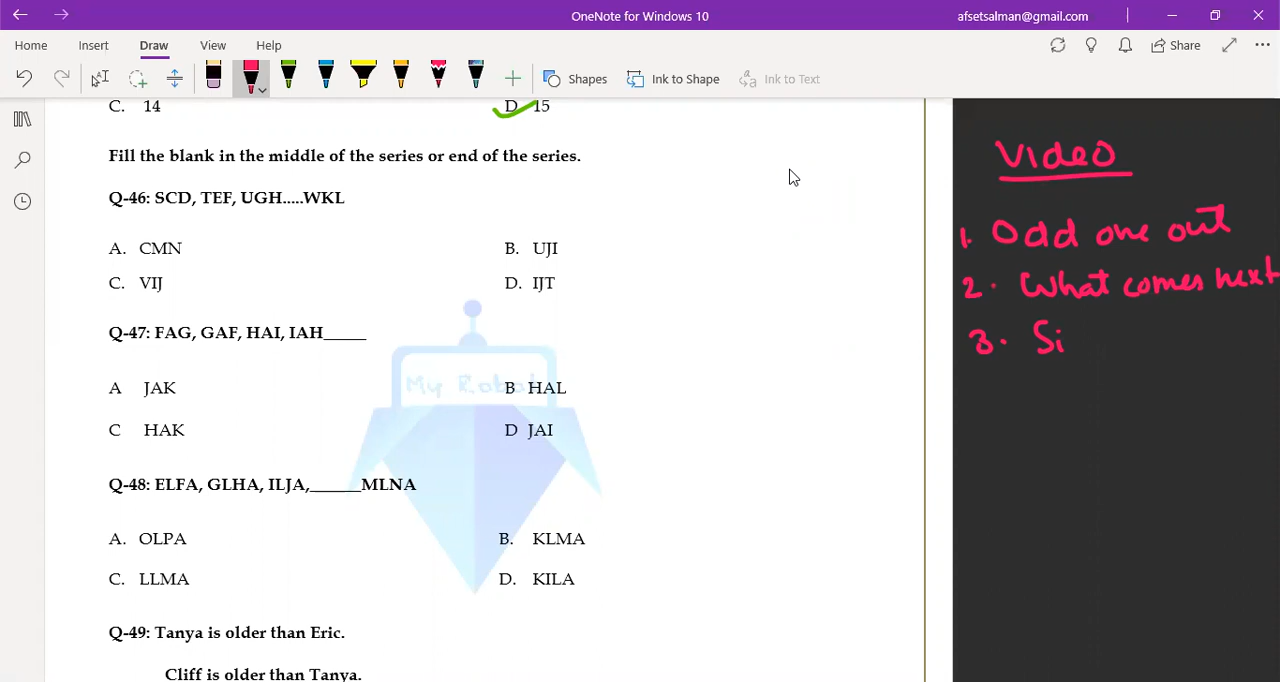 OneNote for Windows 10
afsetsalman@gmail.com
Home Insert Draw View Help
Share
Shapes Ink to Shape Ink to Text
C. 14 D. 15
Fill the blank in the middle of the series or end of the series.
Q-46: SCD, TEF, UGH.....WKL
A. CMN B. UJI
C. VIJ D. IJT
Q-47: FAG, GAF, HAI, IAH_____
My Robot
A JAK B HAL
C HAK D JAI
Q-48: ELFA, GLHA, ILJA,______MLNA
A. OLPA B. KLMA
C. LLMA D. KILA
Q-49: Tanya is older than Eric.
Cliff is older than Tanya.
Video
1. Odd one out
2. What comes next
3. Si